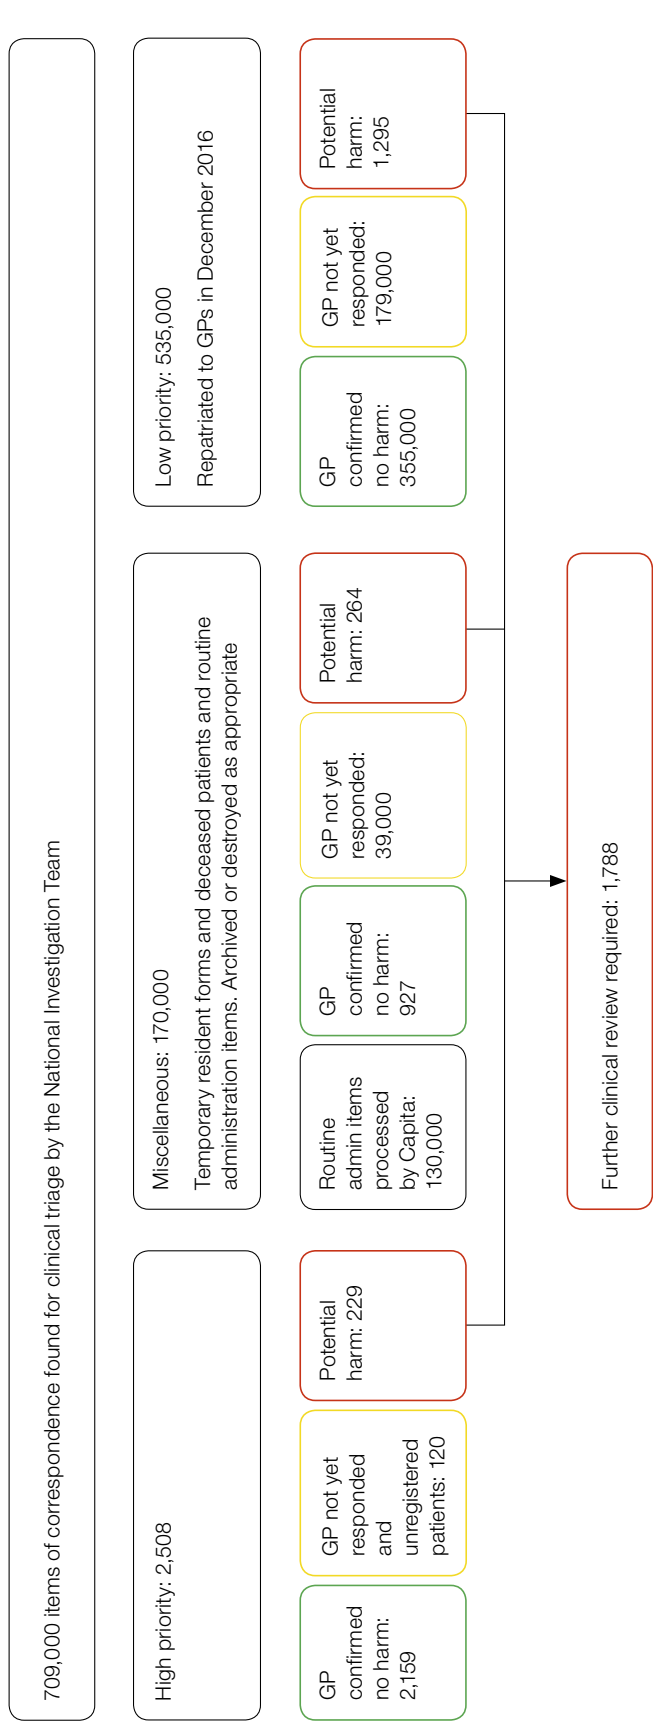 709,000 items of correspondence found for clinical triage by the National Investigation Team
High priority: 2,508
Miscellaneous: 170,000
Temporary resident forms and deceased patients and routine
administration items. Archived or destroyed as appropriate
Low priority: 535,000
Repatriated to GPs in December 2016
GP
confirmed
no harm:
2,159
GP not yet
responded
and
unregistered
patients: 120
Potential
harm: 229
Routine
admin items
processed
by Capita:
130,000
GP
confirmed
no harm:
927
GP not yet
responded:
39,000
Potential
harm: 264
GP
confirmed
no harm:
355,000
GP not yet
responded:
179,000
Potential
harm:
1,295
Further clinical review required: 1,788